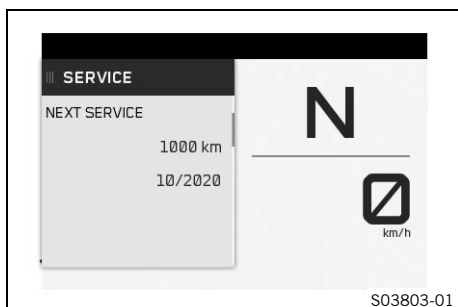 SERVICE
NEXT SERVICE
1000 km
10/2020
N
0
km/h
S03803-01